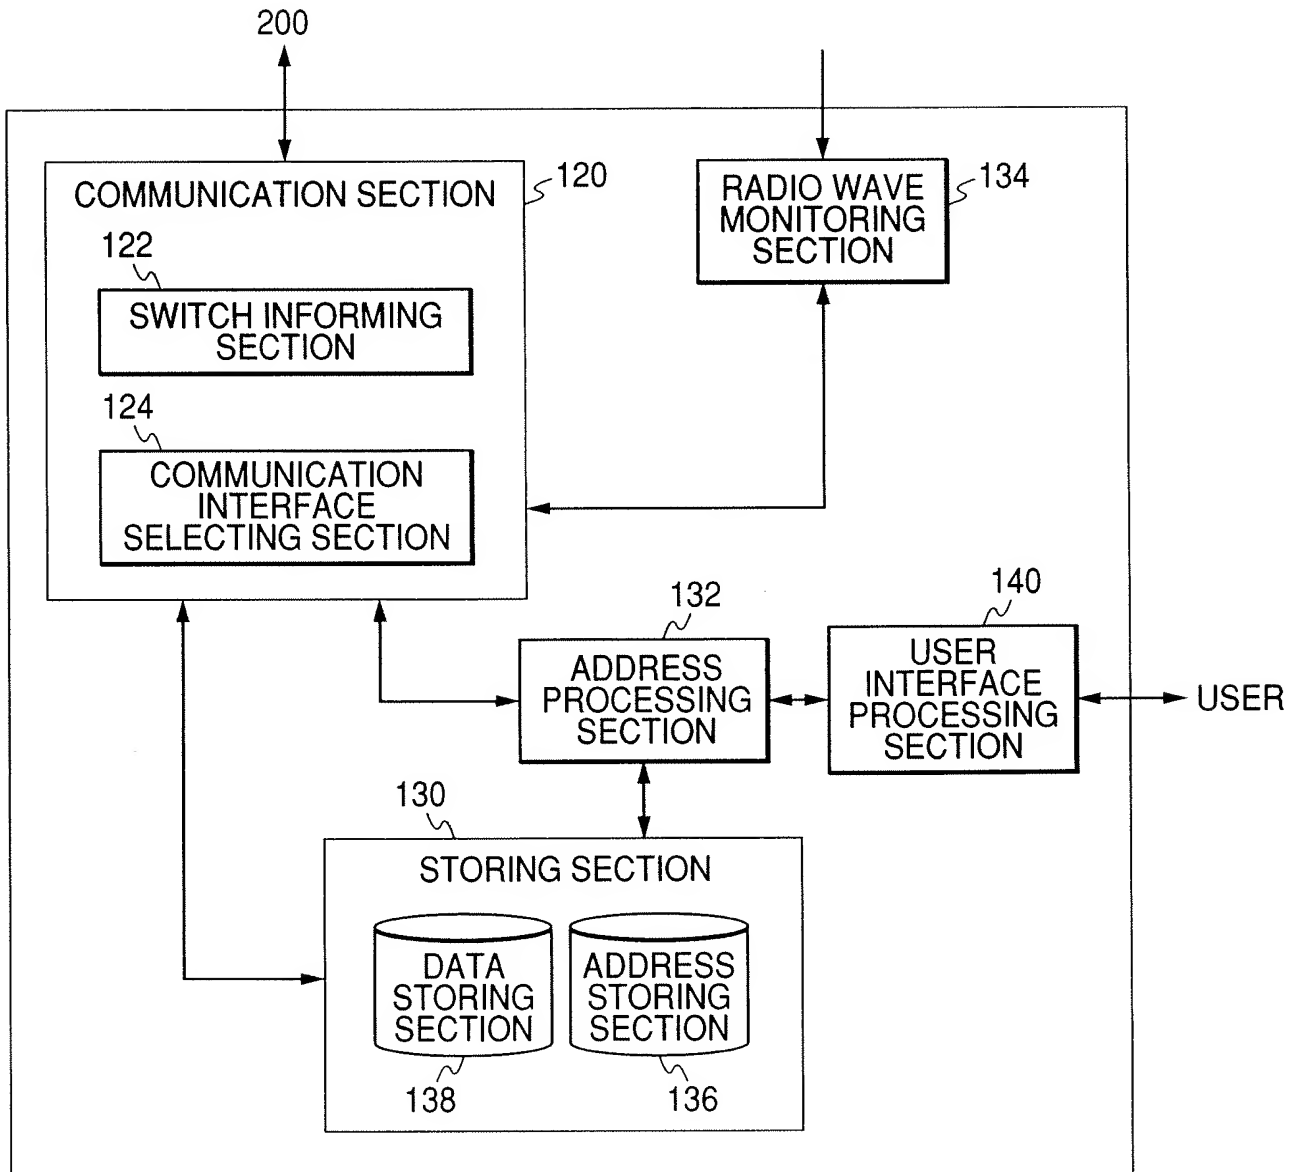 200
COMMUNICATION SECTION
120
122
SWITCH INFORMING
SECTION
124
COMMUNICATION
INTERFACE
SELECTING SECTION
RADIO WAVE
MONITORING
SECTION
134
132
ADDRESS
PROCESSING
SECTION
140
USER
INTERFACE
PROCESSING
SECTION
USER
130
STORING SECTION
DATA
STORING
SECTION
138
ADDRESS
STORING
SECTION
136